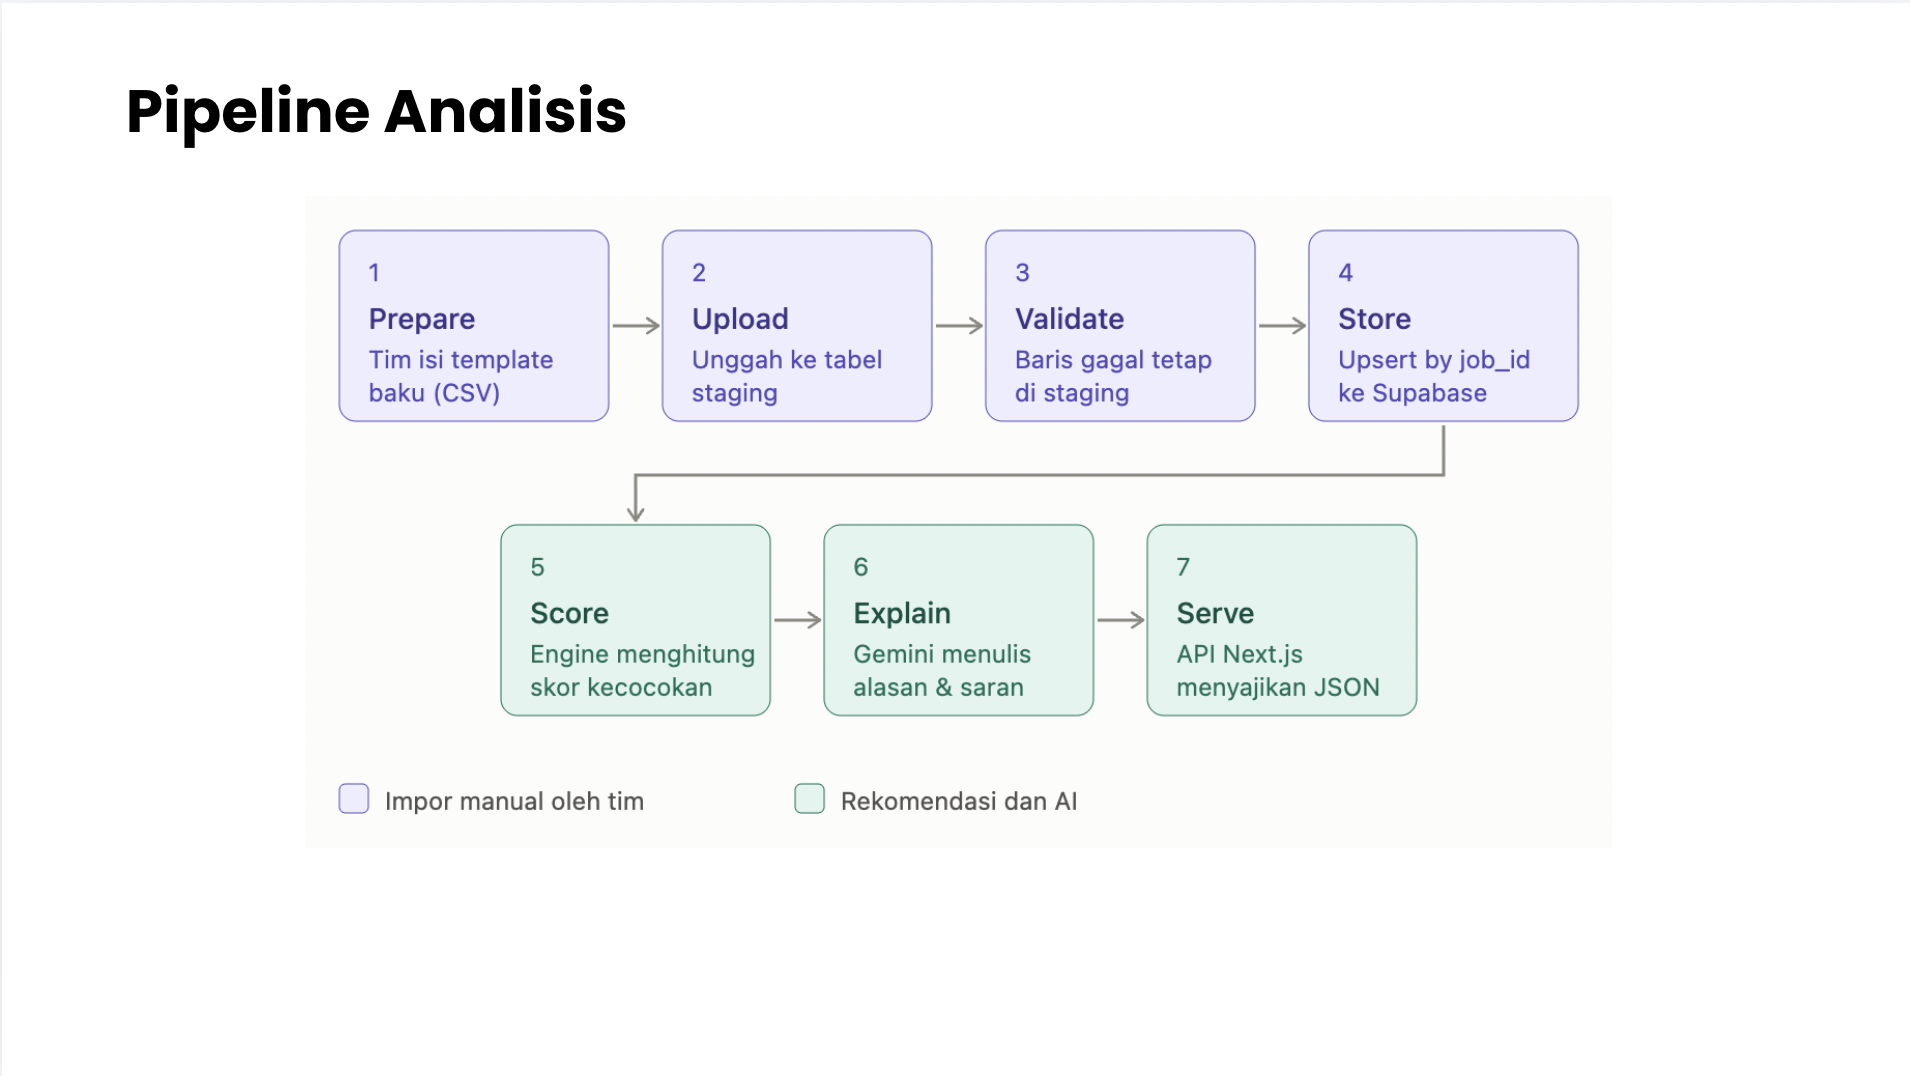 Pipeline Analisis
1
Prepare
Tim isi template
baku (CSV)
2
Upload
Unggah ke tabel
staging
3
Validate
Baris gagal tetap
di staging
4
Store
Upsert by job_id
ke Supabase
5
Score
Engine menghitung
skor kecocokan
6
Explain
Gemini menulis
alasan & saran
7
Serve
API Next.js
menyajikan JSON
Impor manual oleh tim
Rekomendasi dan AI